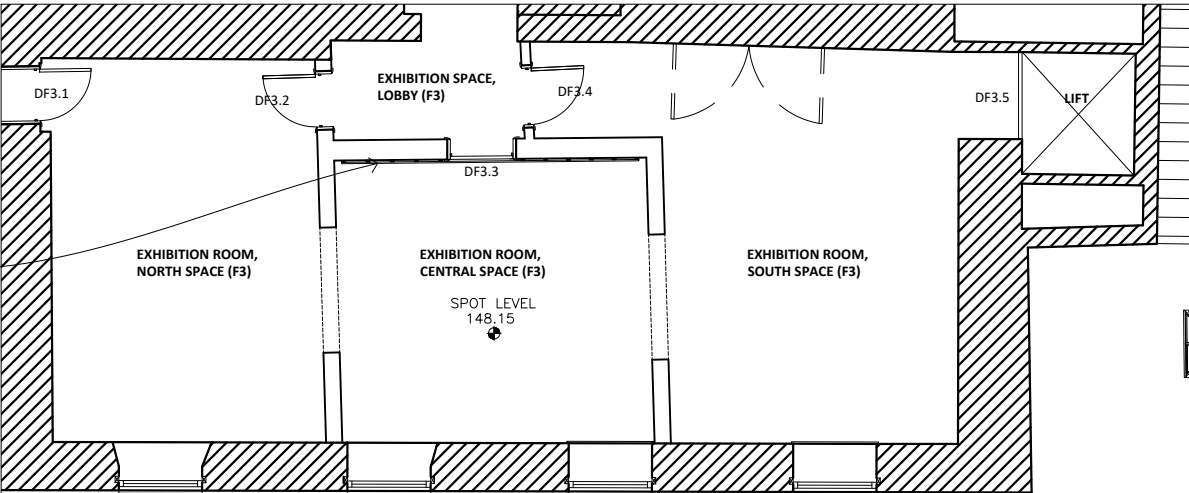 EXHIBITION SPACE,
LOBBY (F3)
DF3.1
DF3.2
DF3.4
DF3.5
LIFT
DF3.3
EXHIBITION ROOM,
NORTH SPACE (F3)
EXHIBITION ROOM,
CENTRAL SPACE (F3)
EXHIBITION ROOM,
SOUTH SPACE (F3)
SPOT LEVEL
148.15